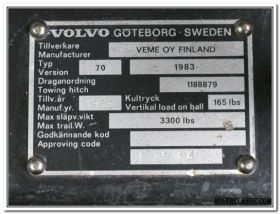 VOLVO GÖTEBORG - SWEDEN
Tillverkare
Manufacturer VEME OY FINLAND
Typ
Version 70 1983-
Draganordning
Towing hitch 1188879
Tillv.år Kultryck
Manuf.yr. Vertikal load on ball 165 lbs
Max släpv.vikt
Max trail.W. 3300 lbs
Godkännande kod
Approving code